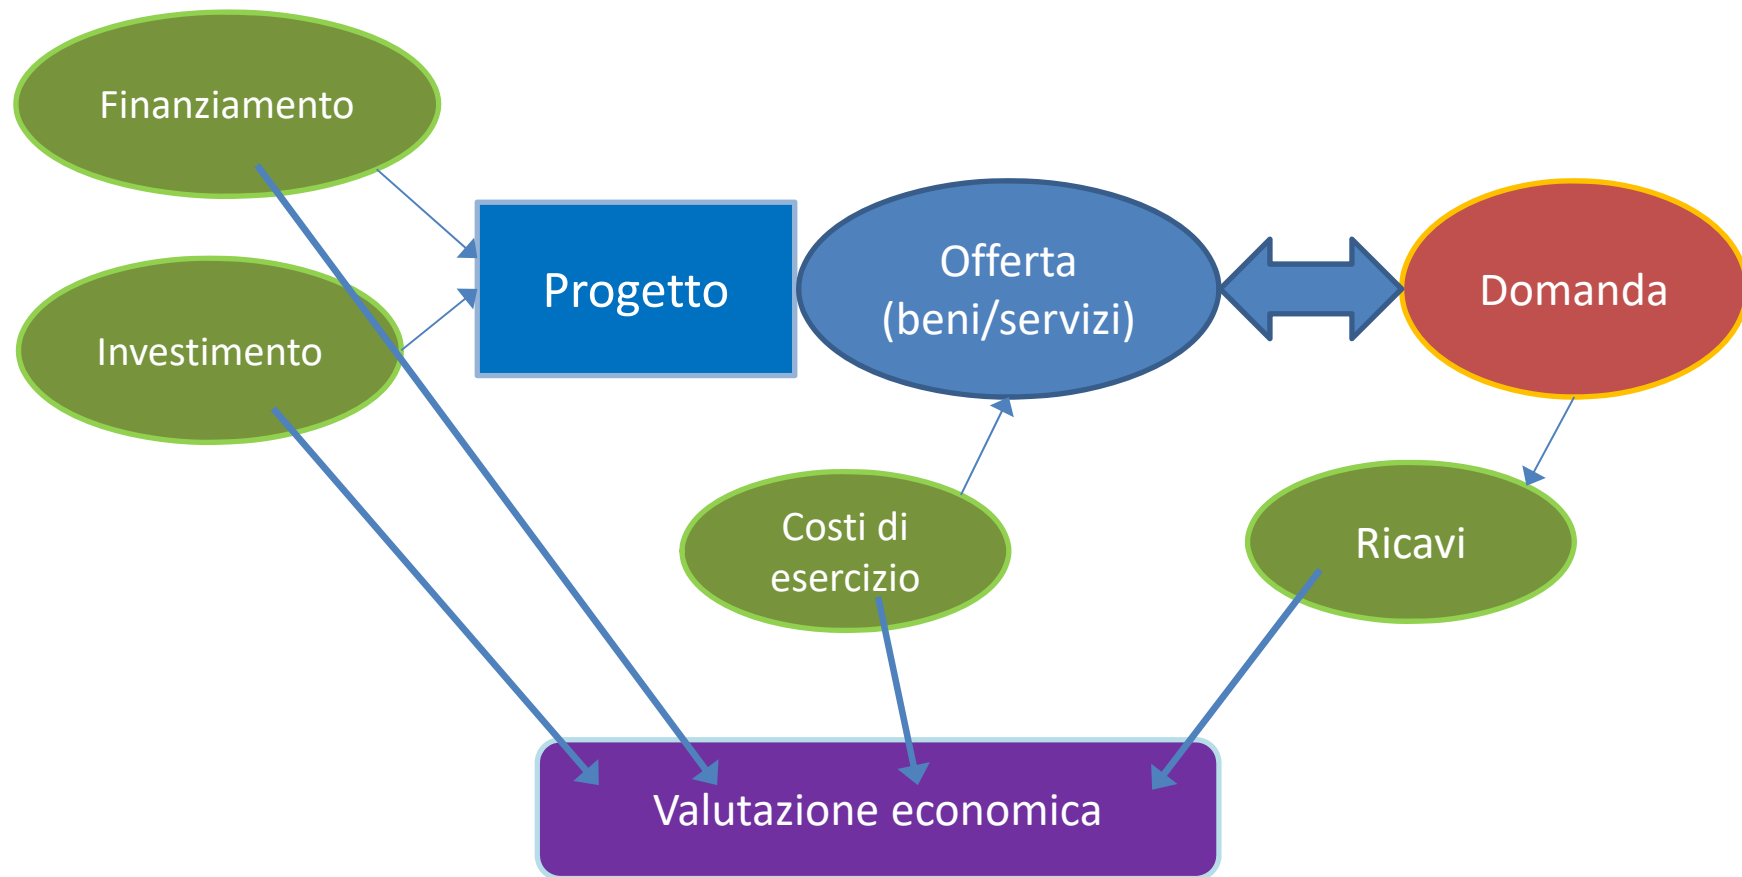 Finanziamento
Investimento
Progetto
Offerta
(beni/servizi)
Domanda
Costi di
esercizio
Ricavi
Valutazione economica